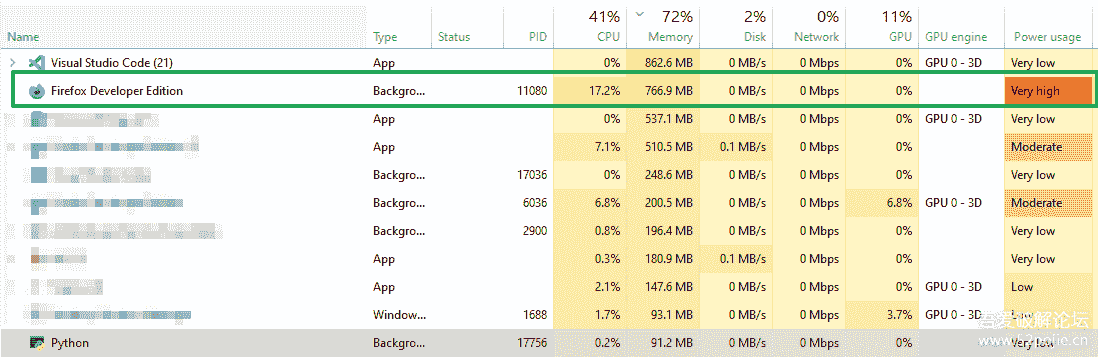 41% 72% 2% 0% 11%
Name Type Status PID CPU Memory Disk Network GPU GPU engine Power usage
Visual Studio Code (21) App 0% 862.6 MB 0 MB/s 0 Mbps 0% GPU 0 - 3D Very low
Firefox Developer Edition Backgro... 11080 17.2% 766.9 MB 0 MB/s 0 Mbps 0% Very high
App 0% 537.1 MB 0 MB/s 0 Mbps 0% GPU 0 - 3D Very low
App 7.1% 510.5 MB 0.1 MB/s 0 Mbps 0% Moderate
Backgro... 17036 0% 248.6 MB 0 MB/s 0 Mbps 0% Very low
Backgro... 6036 6.8% 200.5 MB 0 MB/s 0 Mbps 6.8% GPU 0 - 3D Moderate
Backgro... 2900 0.8% 196.4 MB 0 MB/s 0 Mbps 0% Very low
App 0.3% 180.9 MB 0.1 MB/s 0 Mbps 0% Very low
App 2.1% 147.6 MB 0 MB/s 0 Mbps 0% GPU 0 - 3D Low
Window... 1688 1.7% 93.1 MB 0 MB/s 0 Mbps 3.7% GPU 0 - 3D Low
吾爱破解论坛
Python Backgro... 17756 0.2% 91.2 MB 0 MB/s 0 Mbps 0% Very low
www.52pojie.cn